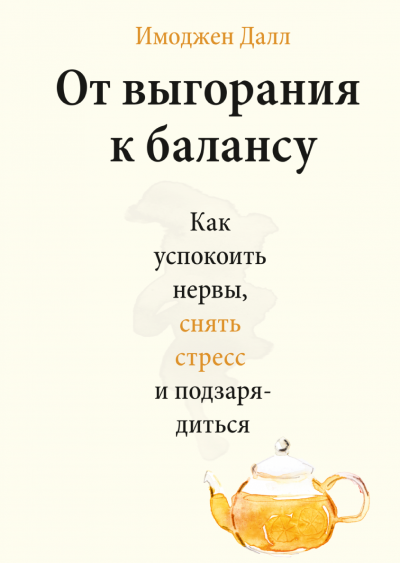 Имоджен Далл
От выгорания
к балансу
Как
успокоить
нервы,
снять
стресс
и подзаря-
диться